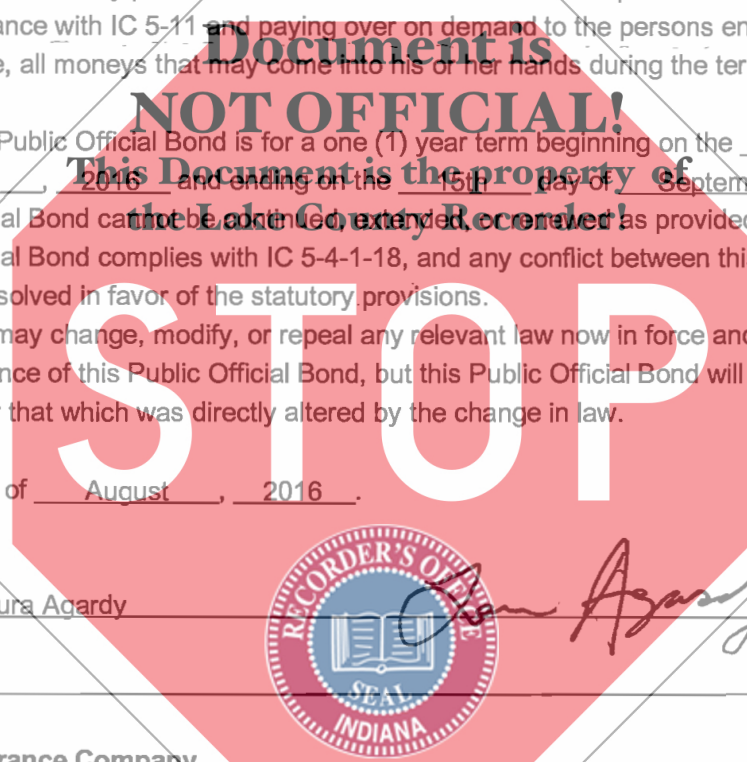 ance with IC 5-11 and paying over on demand to the persons en
Document is
e, all moneys that may come into his or her hands during the ter
NOT OFFICIAL!
Public Official Bond is for a one (1) year term beginning on the
This Document is the property of
, 2016 and ending on the 15th day of Septem
the Lake County Recorder!
al Bond cannot be continued, extended, or renewed as provided
al Bond complies with IC 5-4-1-18, and any conflict between thi
solved in favor of the statutory provisions.
may change, modify, or repeal any relevant law now in force and
STOP
nce of this Public Official Bond, but this Public Official Bond will
that which was directly altered by the change in law.
of August , 2016 .
RECORDER'S OFFICE
ura Agardy
SEAL
INDIANA
rance Company